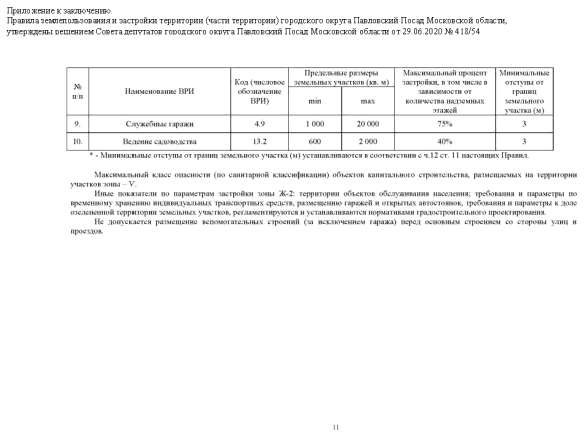 Приложение к заключению.
Правила землепользования и застройки территории (части территории) городского округа Павловский Посад Московской области,
утверждены решением Совета депутатов городского округа Павловский Посад Московской области от 29.06.2020 № 418/54
№ п/п
Наименование ВРИ
Код (числовое обозначение ВРИ)
Предельные размеры земельных участков (кв. м)
min
max
Максимальный процент застройки, в том числе в зависимости от количества надземных этажей
Минимальные отступы от границ земельного участка (м)
9. Служебные гаражи 4.9 1 000 20 000 75% 3
10. Ведение садоводства 13.2 600 2 000 40% 3
* - Минимальные отступы от границ земельного участка (м) устанавливаются в соответствии с ч.12 ст. 11 настоящих Правил.
Максимальный класс опасности (по санитарной классификации) объектов капитального строительства, размещаемых на территории
участков зоны – V.
Иные показатели по параметрам застройки зоны Ж-2: территории объектов обслуживания населения; требования и параметры по
временному хранению индивидуальных транспортных средств, размещению гаражей и открытых автостоянок, требования и параметры к доле
озелененной территории земельных участков, регламентируются и устанавливаются нормативами градостроительного проектирования.
Не допускается размещение вспомогательных строений (за исключением гаража) перед основным строением со стороны улиц и
проездов.
11